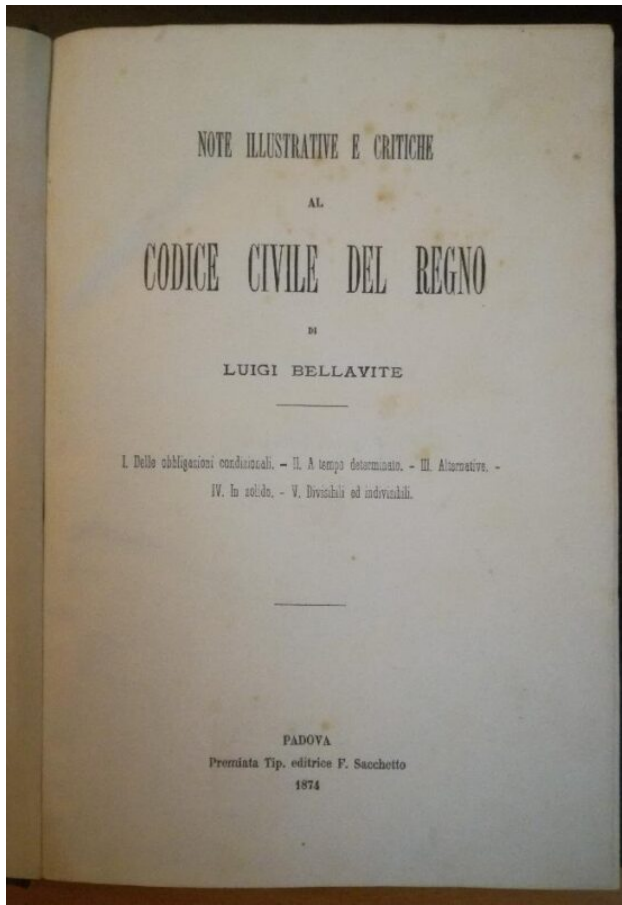 NOTE ILLUSTRATIVE E CRITICHE
AL
CODICE CIVILE DEL REGNO
DI
LUIGI BELLAVITE
I. Delle obbligazioni condizionali. – II. A tempo determinato. – III. Alternative. –
IV. In solido. – V. Divisibili ed indivisibili.
PADOVA
Premiata Tip. editrice F. Sacchetto
1874